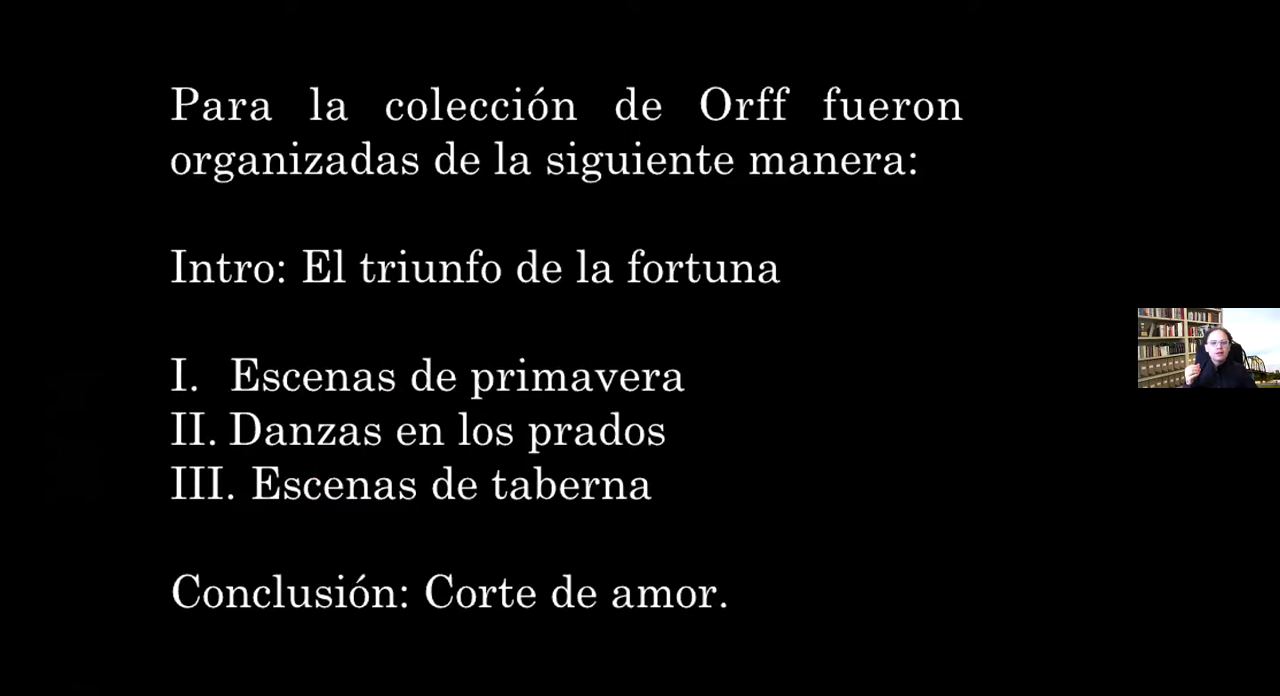 Para la colección de Orff fueron
organizadas de la siguiente manera:
Intro: El triunfo de la fortuna
I. Escenas de primavera
II. Danzas en los prados
III. Escenas de taberna
Conclusión: Corte de amor.